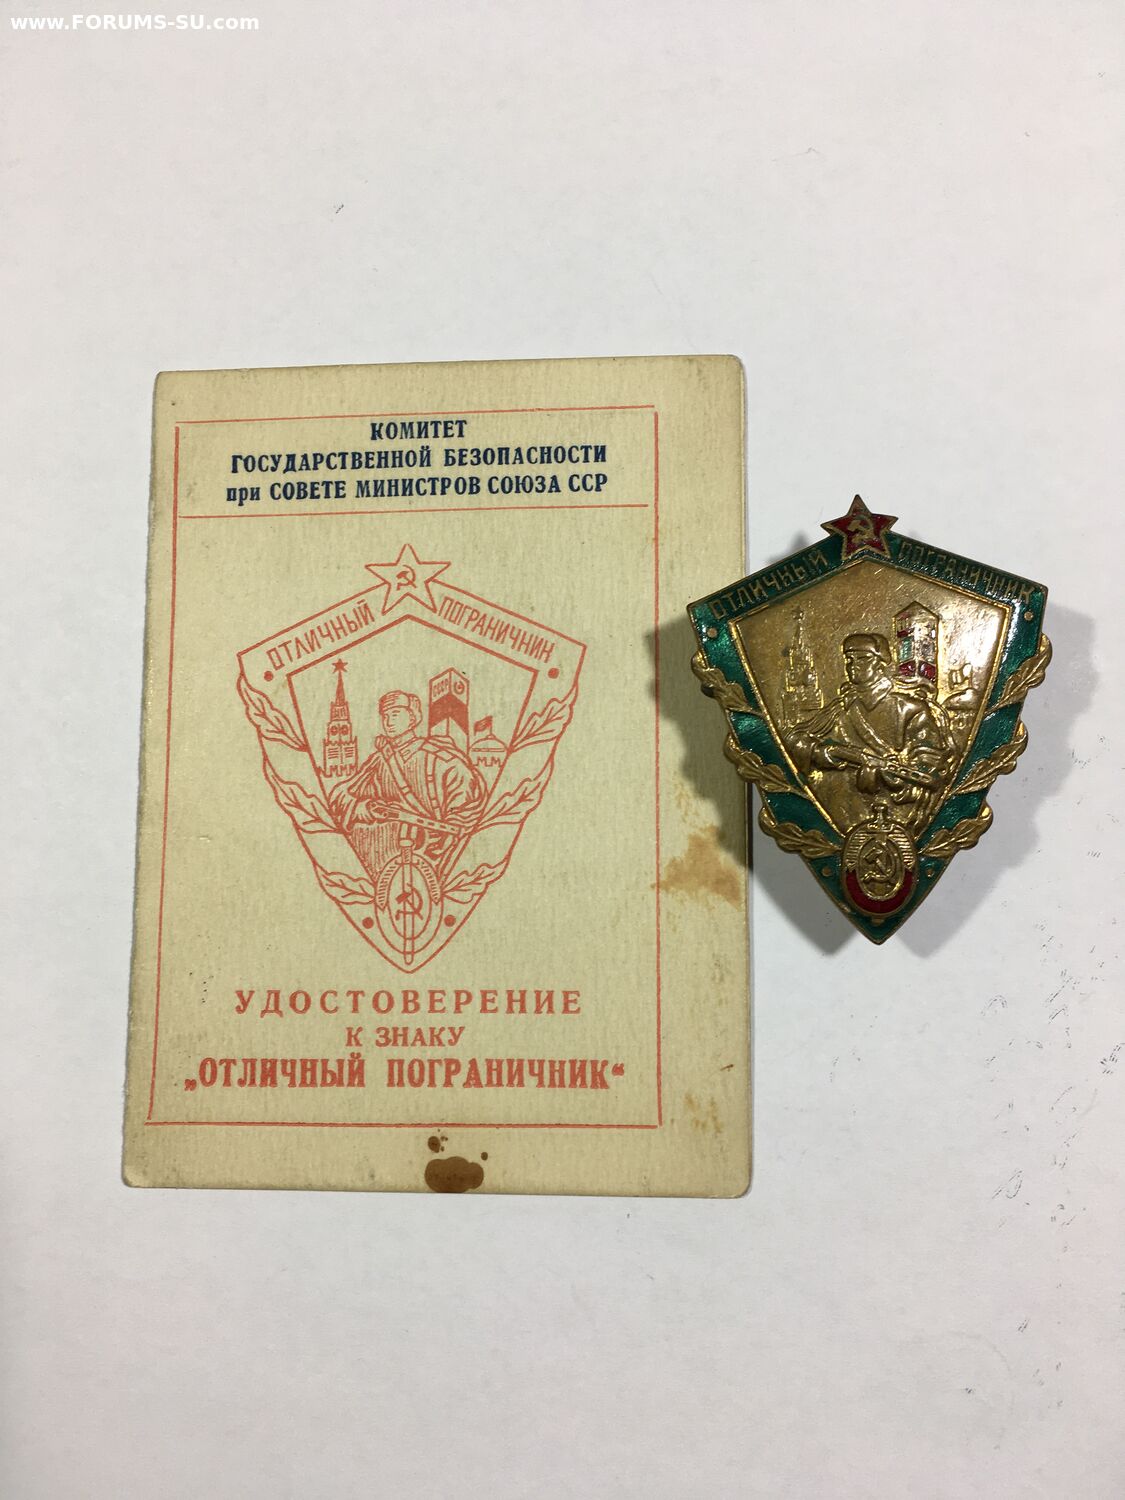 www.FORUMS-SU.com
КОМИТЕТ
ГОСУДАРСТВЕННОЙ БЕЗОПАСНОСТИ
при СОВЕТЕ МИНИСТРОВ СОЮЗА ССР
ОТЛИЧНЫЙ ПОГРАНИЧНИК
СССР
УДОСТОВЕРЕНИЕ
К ЗНАКУ
„ОТЛИЧНЫЙ ПОГРАНИЧНИК“
ОТЛИЧНЫЙ ПОГРАНИЧНИК